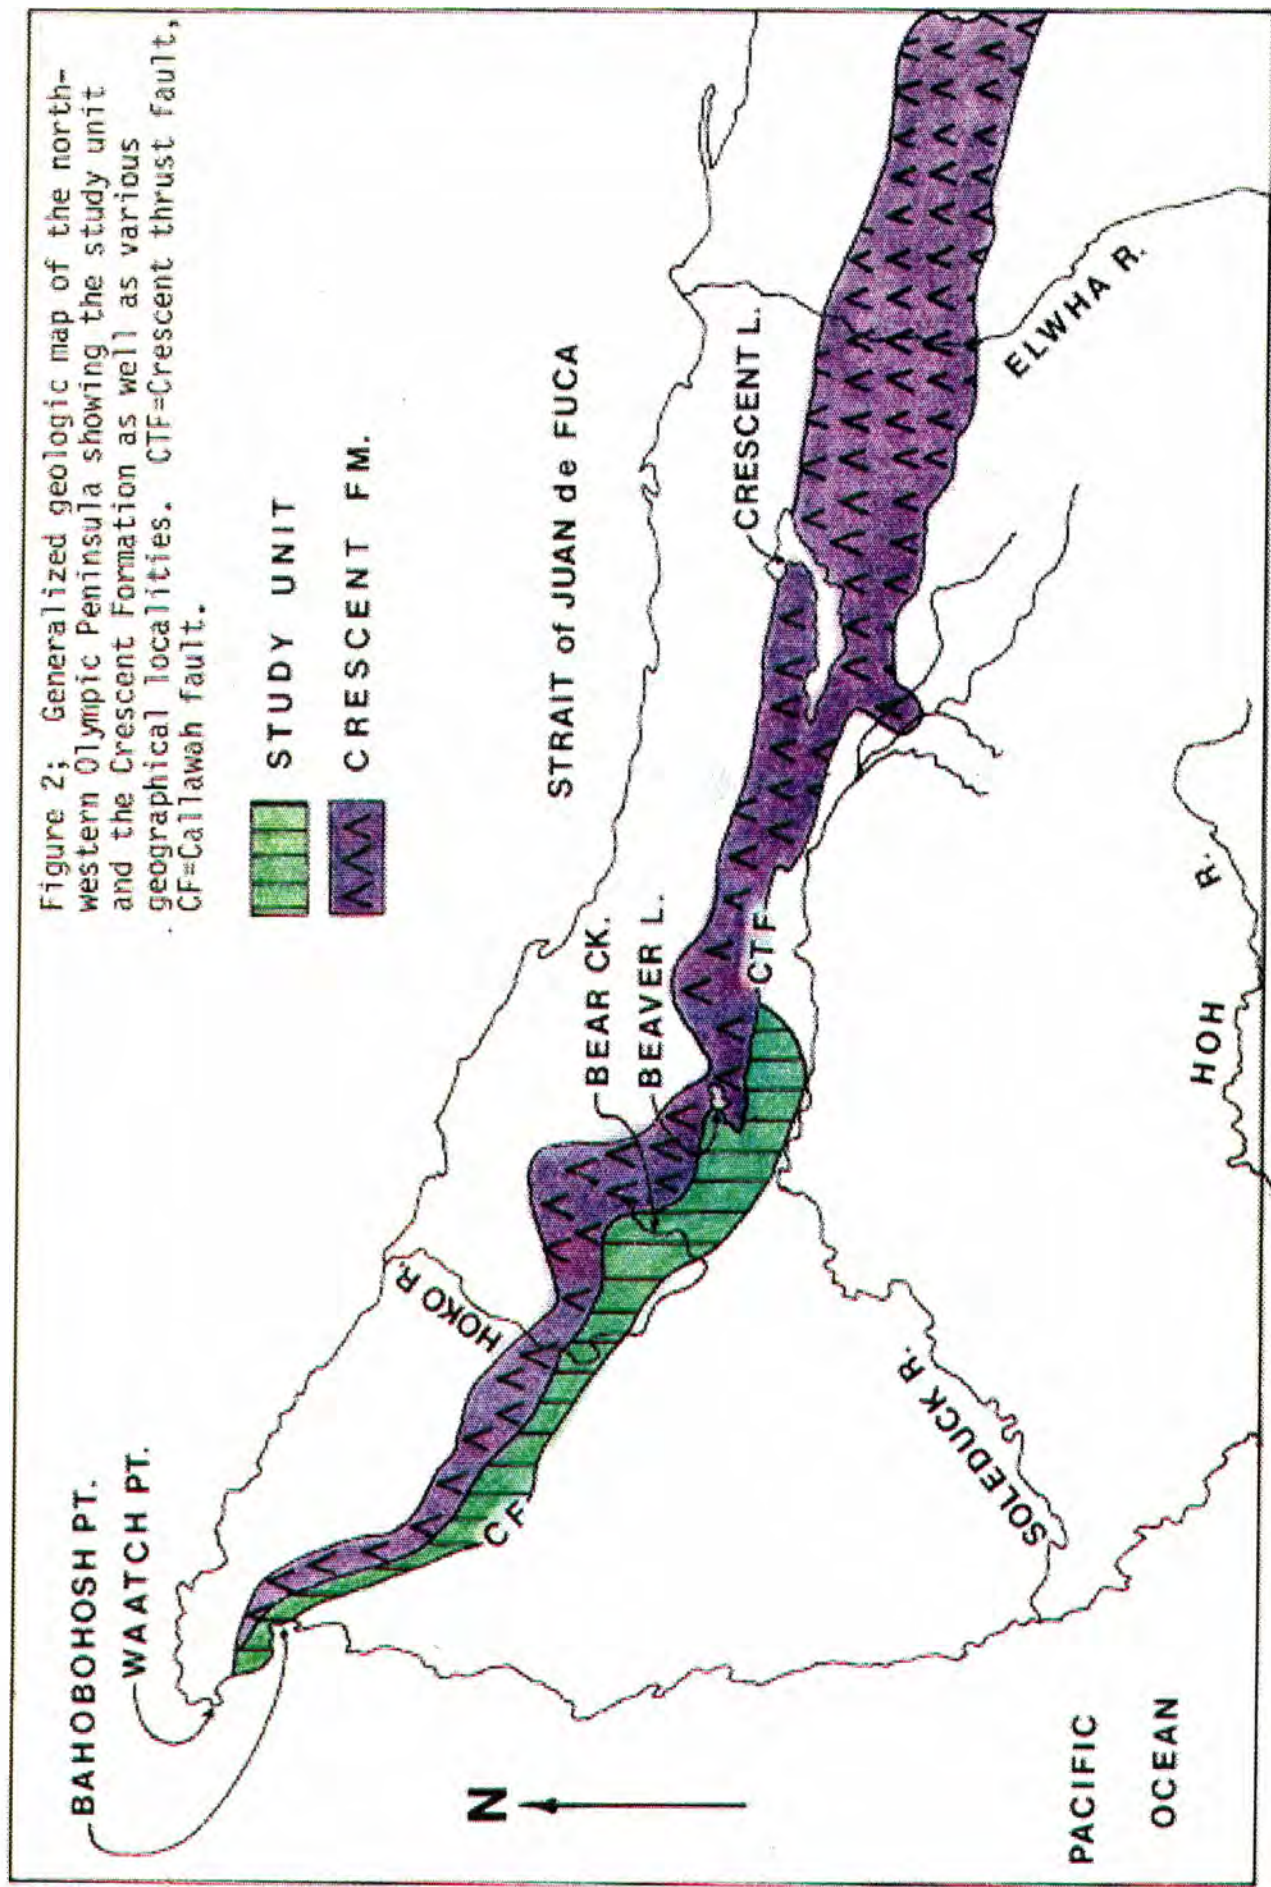 Figure 2; Generalized geologic map of the north-
western Olympic Peninsula showing the study unit
and the Crescent Formation as well as various
geographical localities. CTF=Crescent thrust fault,
CF=Callawah fault.
STUDY UNIT
CRESCENT FM.
BAHOBOHOSH PT.
WAATCH PT.
HOKO R.
BEAR CK.
BEAVER L.
STRAIT of JUAN de FUCA
CRESCENT L.
ELWHA R.
CTF
CF
SOLEDUCK R.
HOH R.
N
PACIFIC
OCEAN